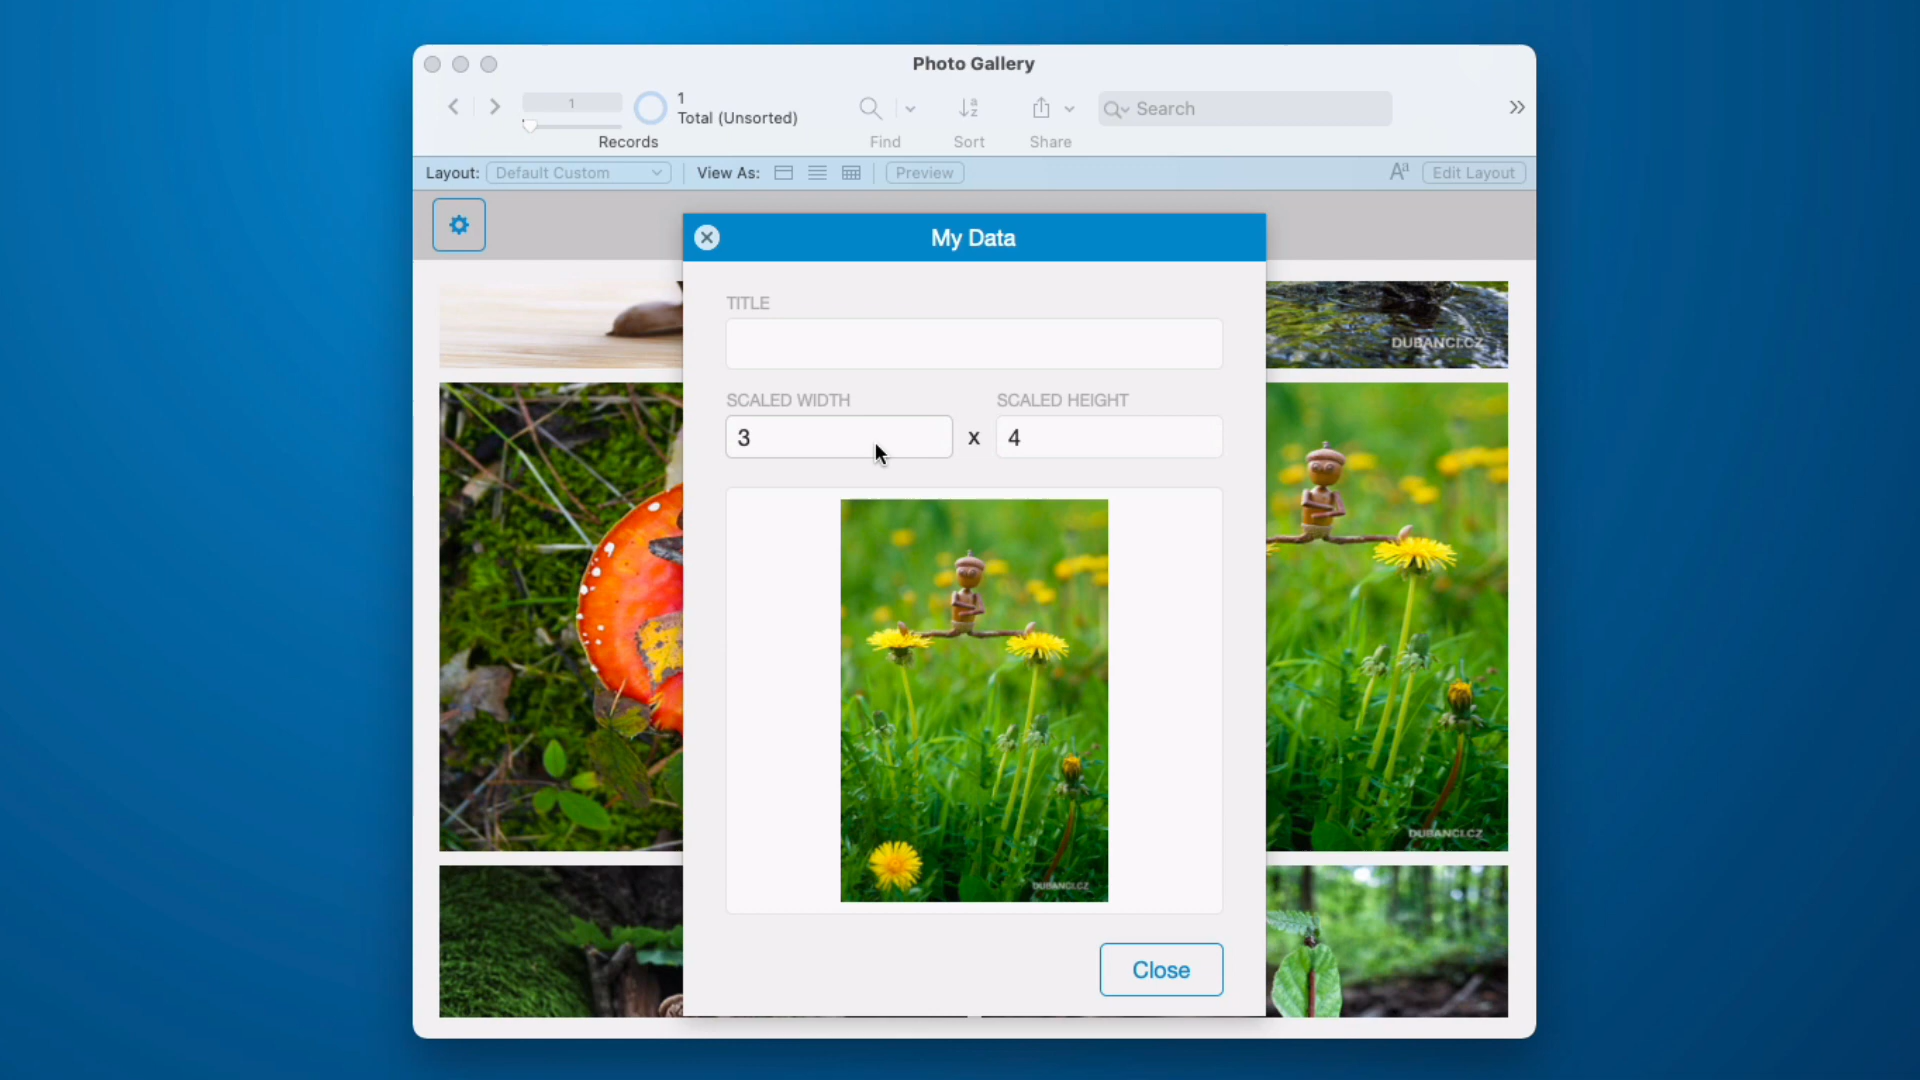 Photo Gallery
1
1
Total (Unsorted)
Records
Find
Sort
Share
Search
Layout:
Default Custom
View As:
Preview
Aa
Edit Layout
My Data
TITLE
SCALED WIDTH
SCALED HEIGHT
3
x
4
DUBANCI.CZ
DUBANCI.CZ
DUBANCI.CZ
Close